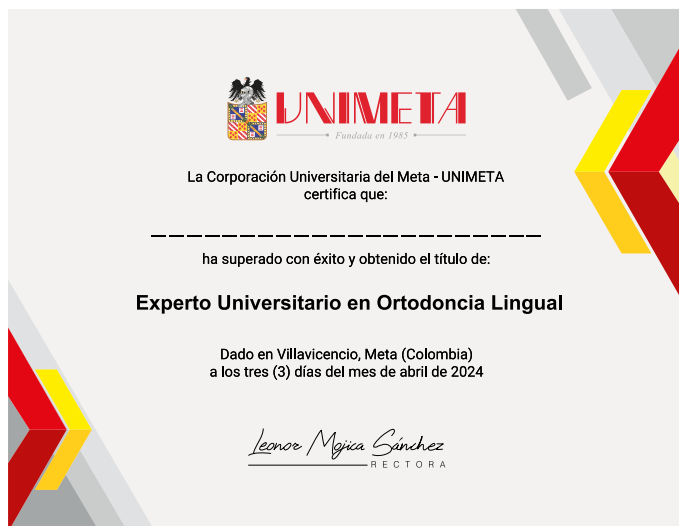 UNIMETA
Fundada en 1985
La Corporación Universitaria del Meta - UNIMETA
certifica que:
ha superado con éxito y obtenido el título de:
Experto Universitario en Ortodoncia Lingual
Dado en Villavicencio, Meta (Colombia)
a los tres (3) días del mes de abril de 2024
Leonor Mojica Sánchez
RECTORA